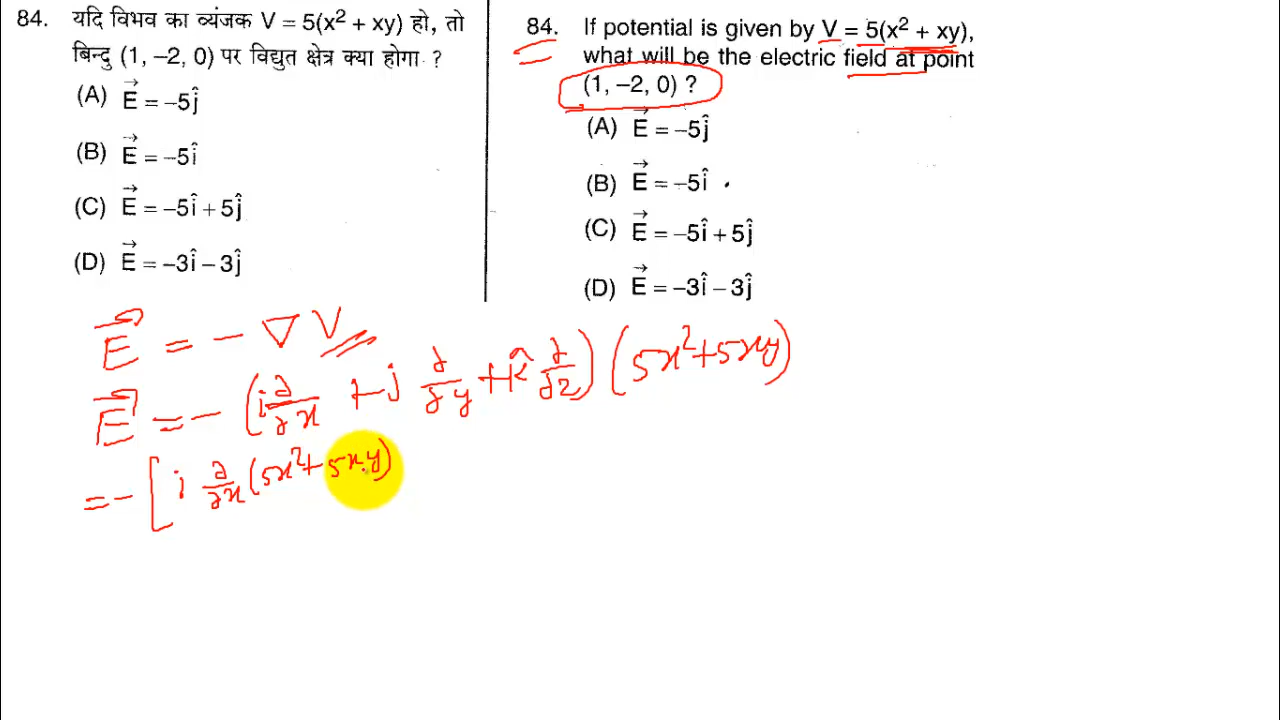 84. यदि विभव का व्यंजक V = 5(x² + xy) हो, तो
बिन्दु (1, –2, 0) पर विद्युत क्षेत्र क्या होगा ?
(A) E⃗ = –5ĵ
(B) E⃗ = –5î
(C) E⃗ = –5î + 5ĵ
(D) E⃗ = –3î – 3ĵ
84. If potential is given by V = 5(x² + xy),
what will be the electric field at point
(1, –2, 0) ?
(A) E⃗ = –5ĵ
(B) E⃗ = –5î
(C) E⃗ = –5î + 5ĵ
(D) E⃗ = –3î – 3ĵ
E⃗ = – ∇ V
E⃗ = – (i ∂/∂x + j ∂/∂y + k̂ ∂/∂z) (5x² + 5xy)
= – [ i ∂/∂x (5x² + 5x.y)